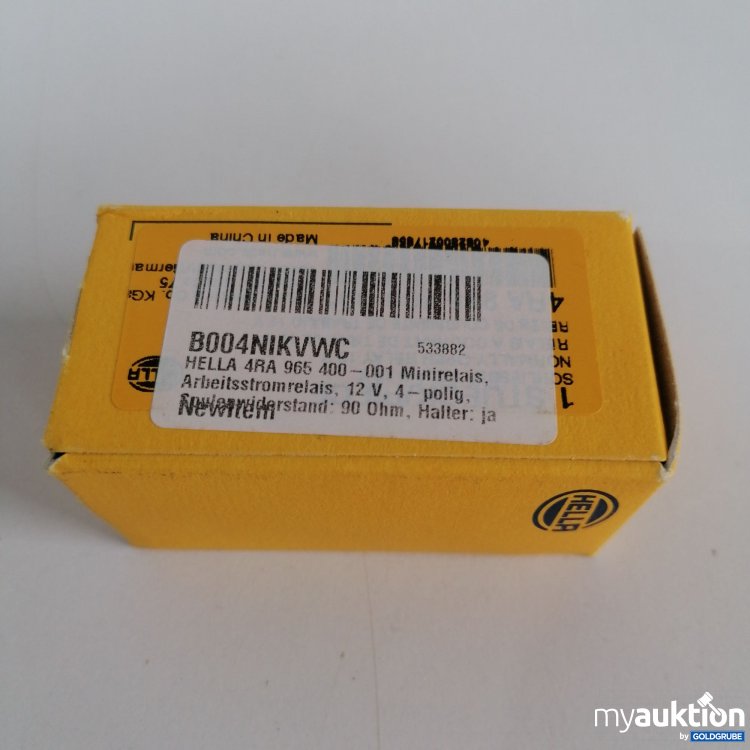 Made in China
4082300217658
B004NIKVWC
533882
HELLA 4RA 965 400-001 Minirelais,
Arbeitsstromrelais, 12 V, 4-polig,
Spulenwiderstand: 90 Ohm, Halter: ja
NewItem
HELLA
HELLA
myauktion
by GOLDGRUBE